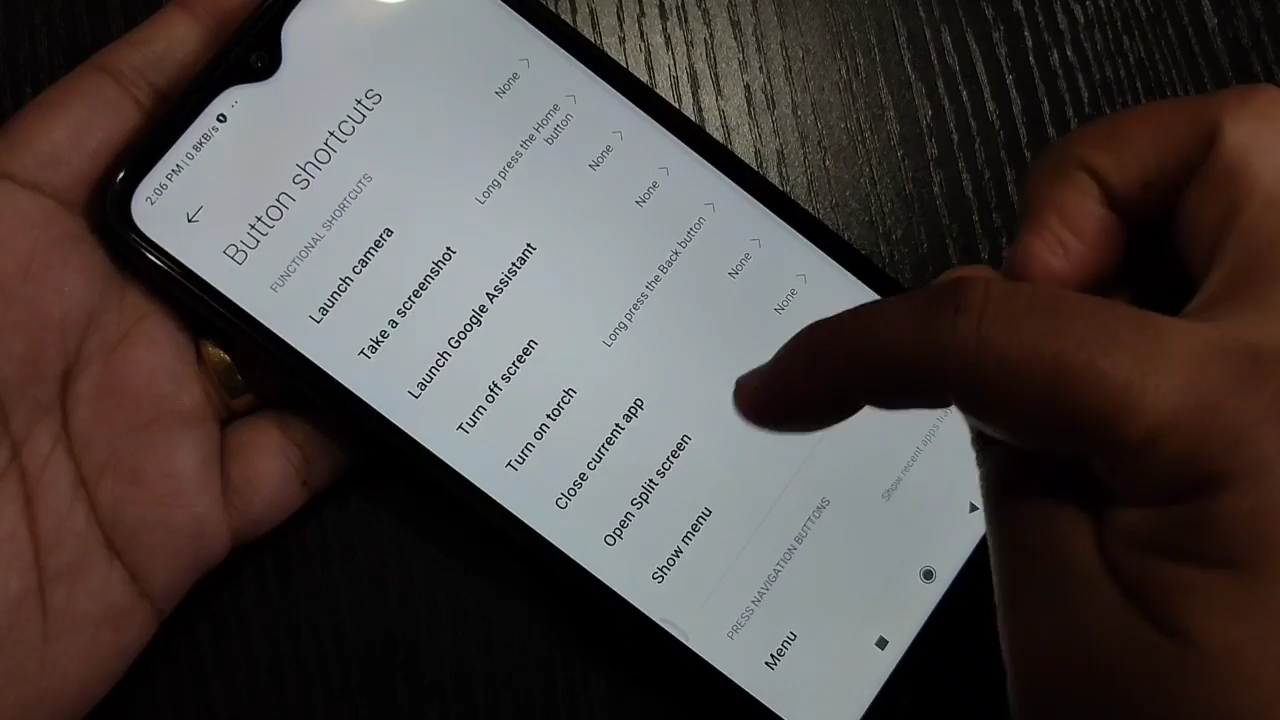 2:06 PM | 0.8KB/s
Button shortcuts
FUNCTIONAL SHORTCUTS
Launch camera None
Take a screenshot Long press the Home
button
Launch Google Assistant None
Turn off screen None
Turn on torch Long press the Back button
Close current app None
Open Split screen None
Show menu
PRESS NAVIGATION BUTTONS
Menu Show recent apps